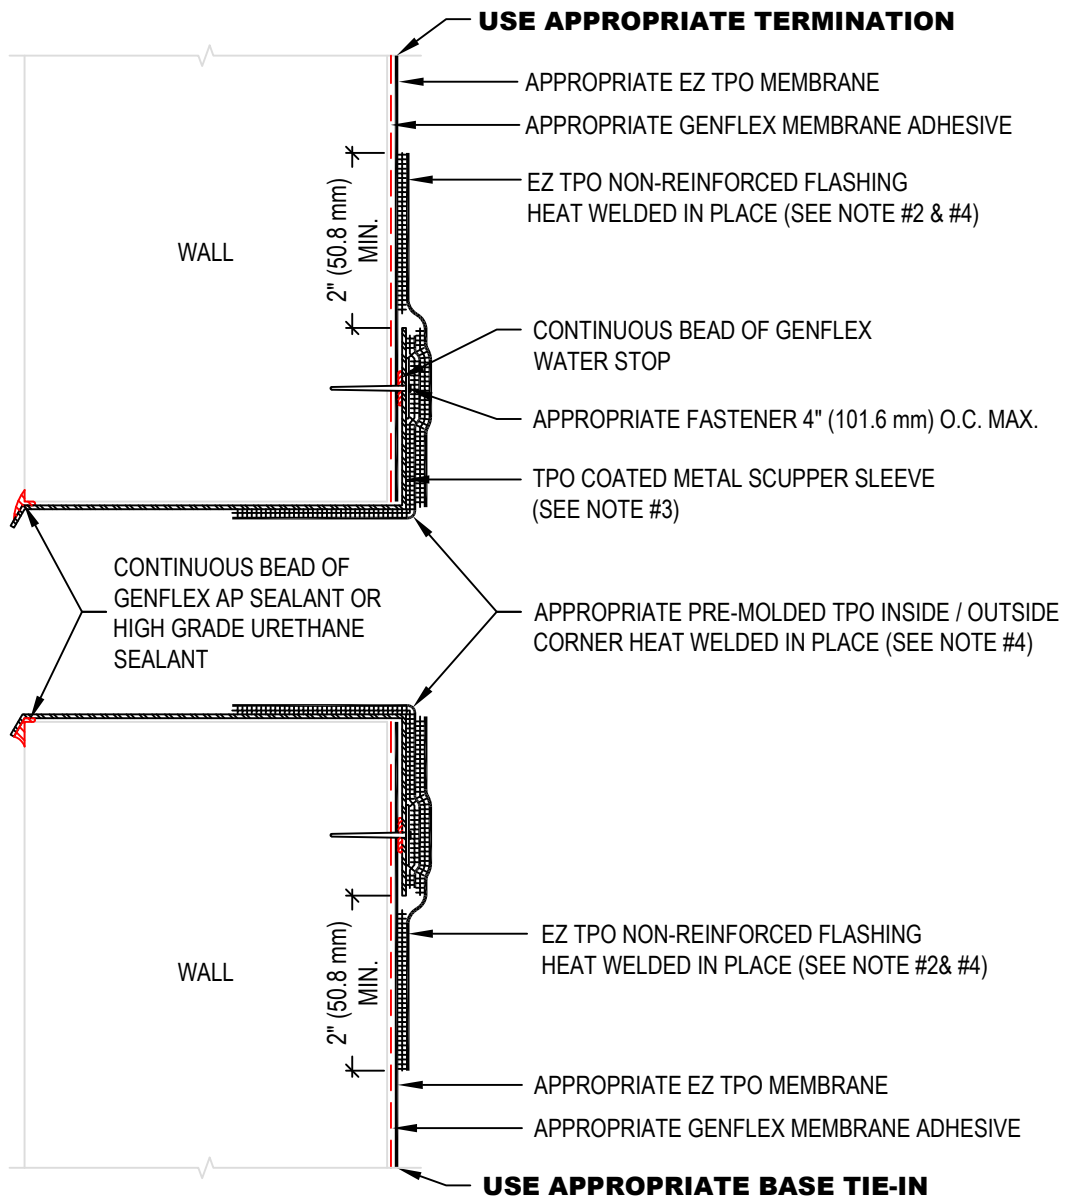 USE APPROPRIATE TERMINATION
APPROPRIATE EZ TPO MEMBRANE
APPROPRIATE GENFLEX MEMBRANE ADHESIVE
EZ TPO NON-REINFORCED FLASHING
HEAT WELDED IN PLACE (SEE NOTE #2 & #4)
2" (50.8 mm)
MIN.
WALL
CONTINUOUS BEAD OF GENFLEX
WATER STOP
APPROPRIATE FASTENER 4" (101.6 mm) O.C. MAX.
TPO COATED METAL SCUPPER SLEEVE
(SEE NOTE #3)
CONTINUOUS BEAD OF
GENFLEX AP SEALANT OR
HIGH GRADE URETHANE
SEALANT
APPROPRIATE PRE-MOLDED TPO INSIDE / OUTSIDE
CORNER HEAT WELDED IN PLACE (SEE NOTE #4)
EZ TPO NON-REINFORCED FLASHING
HEAT WELDED IN PLACE (SEE NOTE #2& #4)
WALL
2" (50.8 mm)
MIN.
APPROPRIATE EZ TPO MEMBRANE
APPROPRIATE GENFLEX MEMBRANE ADHESIVE
USE APPROPRIATE BASE TIE-IN